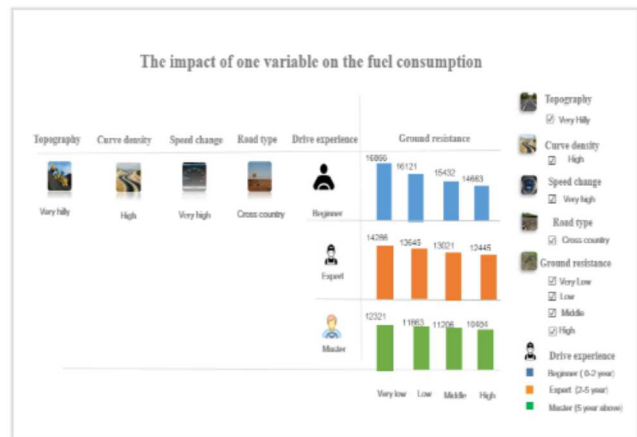 The impact of one variable on the fuel consumption
Topography Curve density Speed change Road type Drive experience Ground resistance
Very hilly High Very high Cross country Beginner
16866 16121 15432 14663
Expert
14286 13649 13021 12445
Master
12321 11863 11206 10484
Very low Low Middle High
Topography
Very Hilly
Curve density
High
Speed change
Very high
Road type
Cross country
Ground resistance
Very Low
Low
Middle
High
Drive experience
Beginner ( 0-2 year)
Expert (2-5 year)
Master (5 year above)